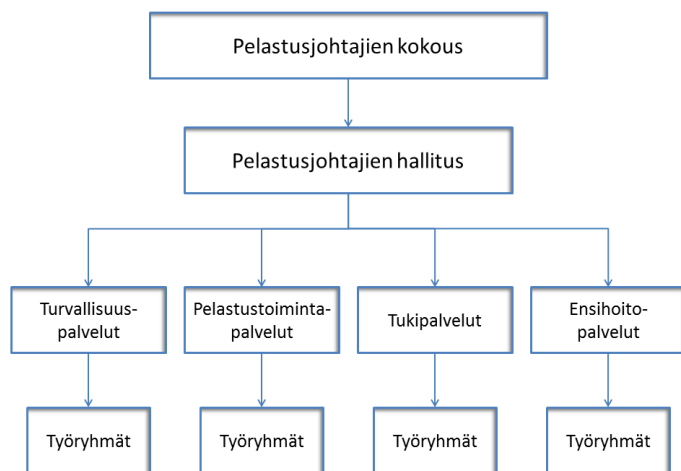 Pelastusjohtajien kokous
Pelastusjohtajien hallitus
Turvallisuus-
palvelut
Pelastustoiminta-
palvelut
Tukipalvelut
Ensihoito-
palvelut
Työryhmät
Työryhmät
Työryhmät
Työryhmät